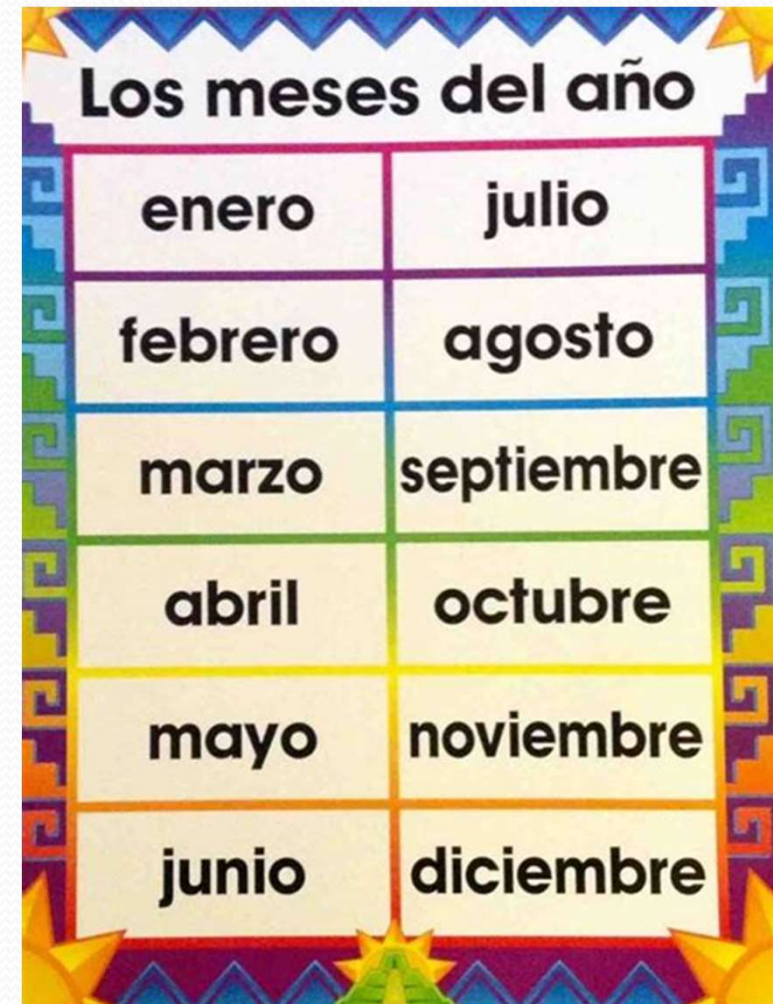 Los meses del año
enero
julio
febrero
agosto
marzo
septiembre
abril
octubre
mayo
noviembre
junio
diciembre